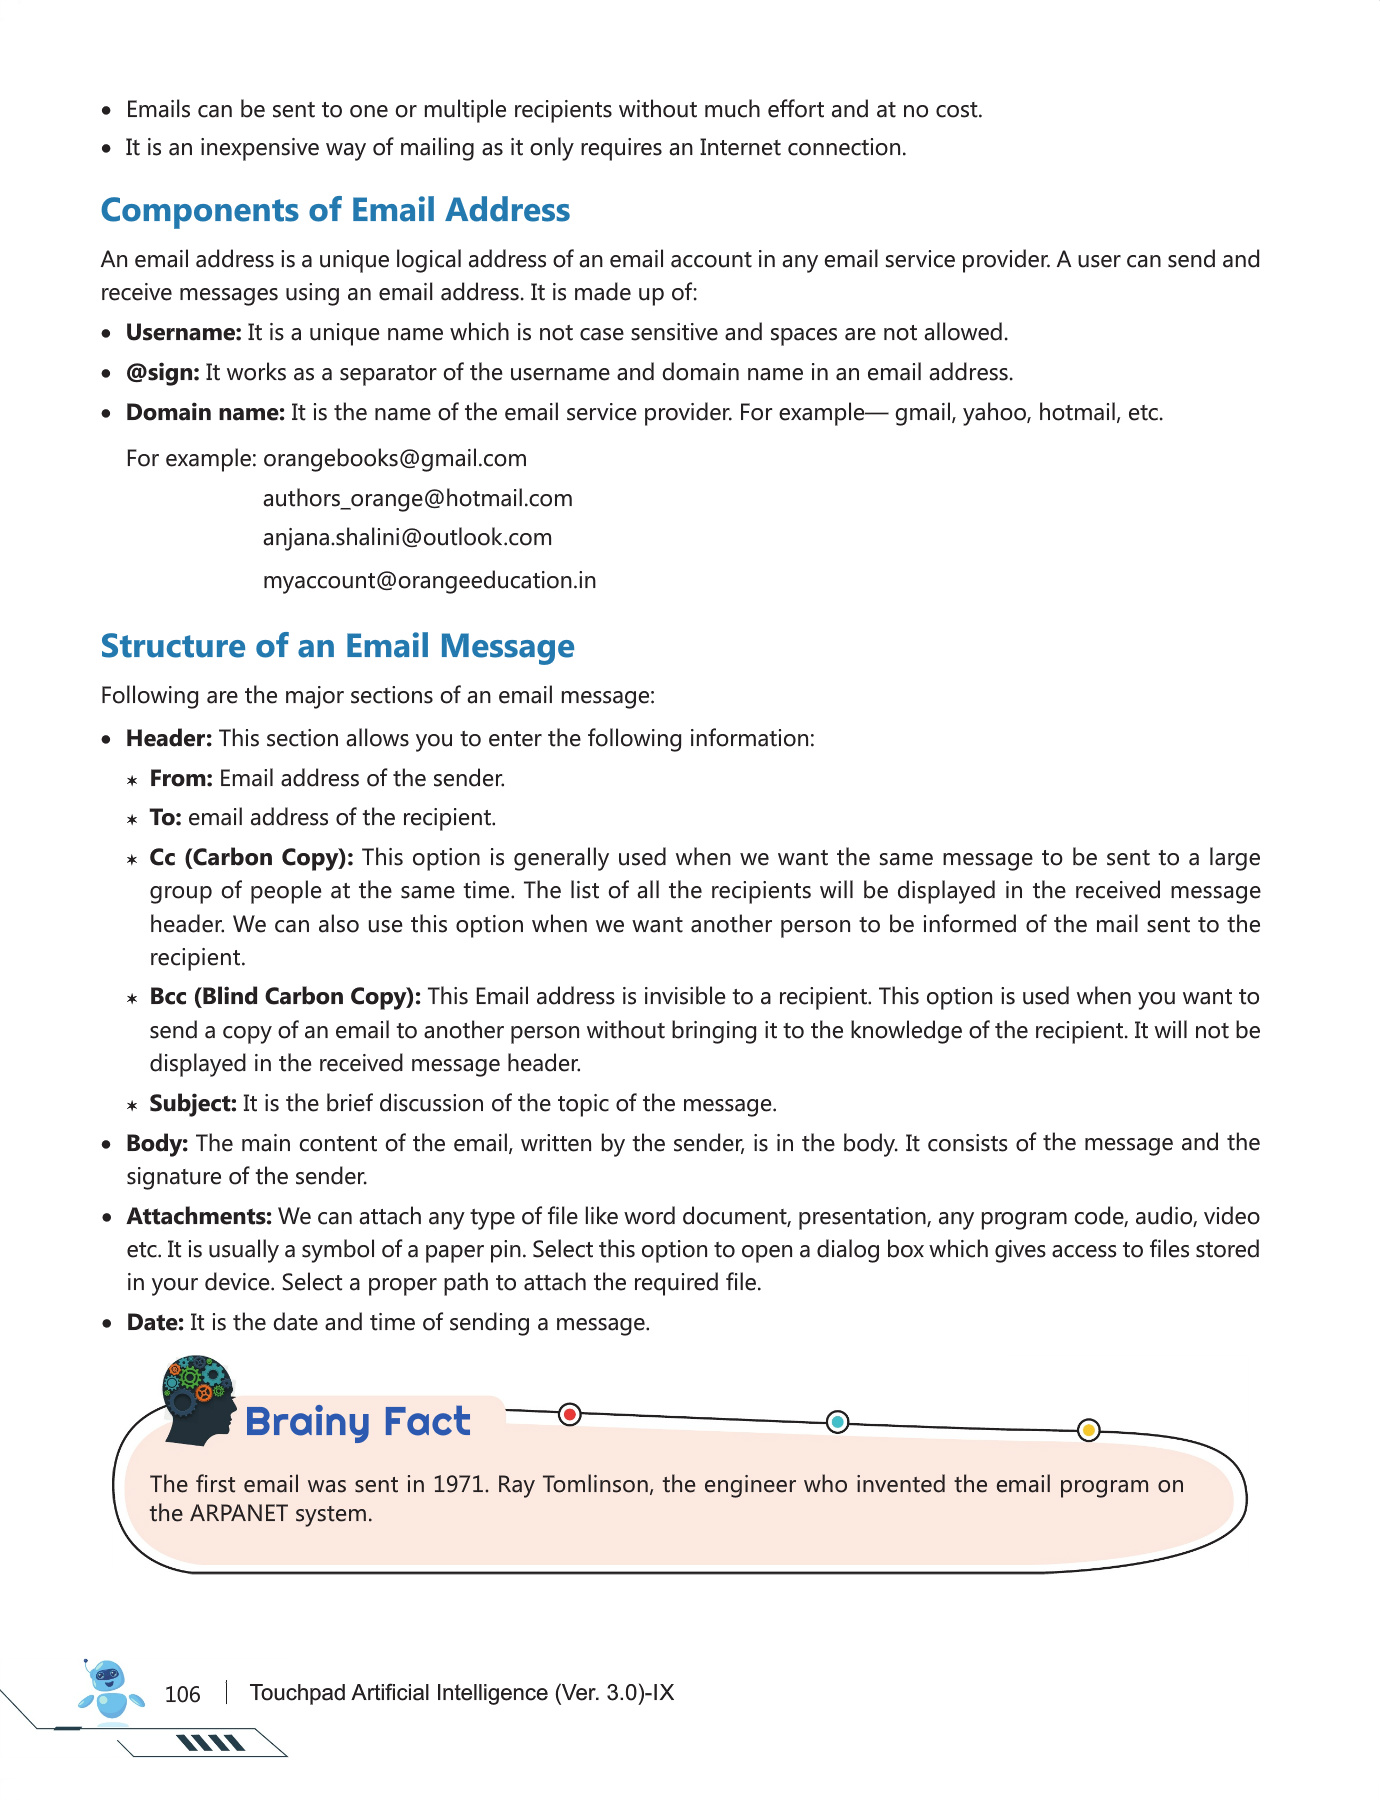 • Emails can be sent to one or multiple recipients without much effort and at no cost.
• It is an inexpensive way of mailing as it only requires an Internet connection.
Components of Email Address
An email address is a unique logical address of an email account in any email service provider. A user can send and
receive messages using an email address. It is made up of:
• Username: It is a unique name which is not case sensitive and spaces are not allowed.
• @sign: It works as a separator of the username and domain name in an email address.
• Domain name: It is the name of the email service provider. For example— gmail, yahoo, hotmail, etc.
For example: orangebooks@gmail.com
authors_orange@hotmail.com
anjana.shalini@outlook.com
myaccount@orangeeducation.in
Structure of an Email Message
Following are the major sections of an email message:
• Header: This section allows you to enter the following information:
✶ From: Email address of the sender.
✶ To: email address of the recipient.
✶ Cc (Carbon Copy): This option is generally used when we want the same message to be sent to a large
group of people at the same time. The list of all the recipients will be displayed in the received message
header. We can also use this option when we want another person to be informed of the mail sent to the
recipient.
✶ Bcc (Blind Carbon Copy): This Email address is invisible to a recipient. This option is used when you want to
send a copy of an email to another person without bringing it to the knowledge of the recipient. It will not be
displayed in the received message header.
✶ Subject: It is the brief discussion of the topic of the message.
• Body: The main content of the email, written by the sender, is in the body. It consists of the message and the
signature of the sender.
• Attachments: We can attach any type of file like word document, presentation, any program code, audio, video
etc. It is usually a symbol of a paper pin. Select this option to open a dialog box which gives access to files stored
in your device. Select a proper path to attach the required file.
• Date: It is the date and time of sending a message.
Brainy Fact
The first email was sent in 1971. Ray Tomlinson, the engineer who invented the email program on
the ARPANET system.
106 | Touchpad Artificial Intelligence (Ver. 3.0)-IX